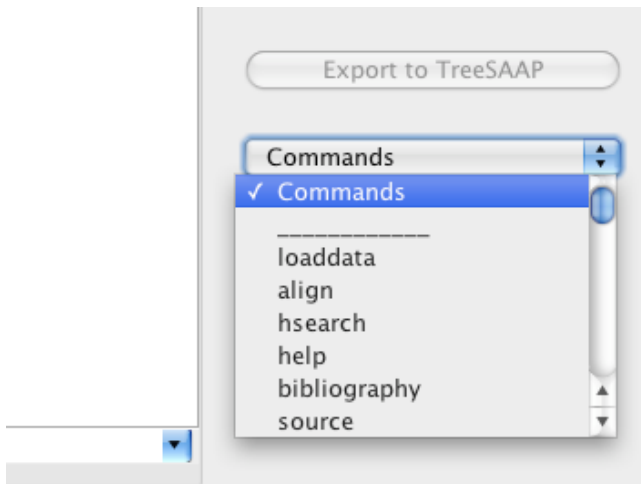 Export to TreeSAAP
Commands
✓ Commands
____________
loaddata
align
hsearch
help
bibliography
source